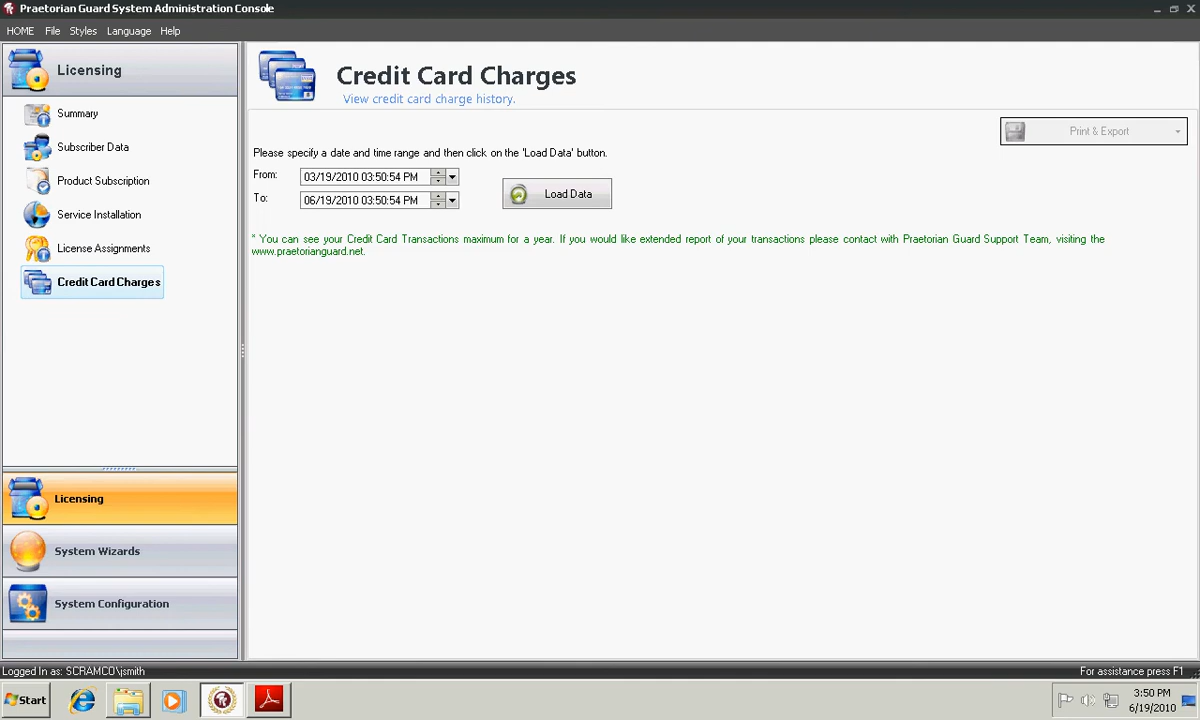 Praetorian Guard System Administration Console
HOME File Styles Language Help
Licensing
Summary
Subscriber Data
Product Subscription
Service Installation
License Assignments
Credit Card Charges
Licensing
System Wizards
System Configuration
Credit Card Charges
View credit card charge history.
Print & Export
Please specify a date and time range and then click on the 'Load Data' button.
From: 03/19/2010 03:50:54 PM
To: 06/19/2010 03:50:54 PM
Load Data
* You can see your Credit Card Transactions maximum for a year. If you would like extended report of your transactions please contact with Praetorian Guard Support Team, visiting the
www.praetorianguard.net.
Logged In as: SCRAMCO\jsmith
For assistance press F1
Start
3:50 PM
6/19/2010